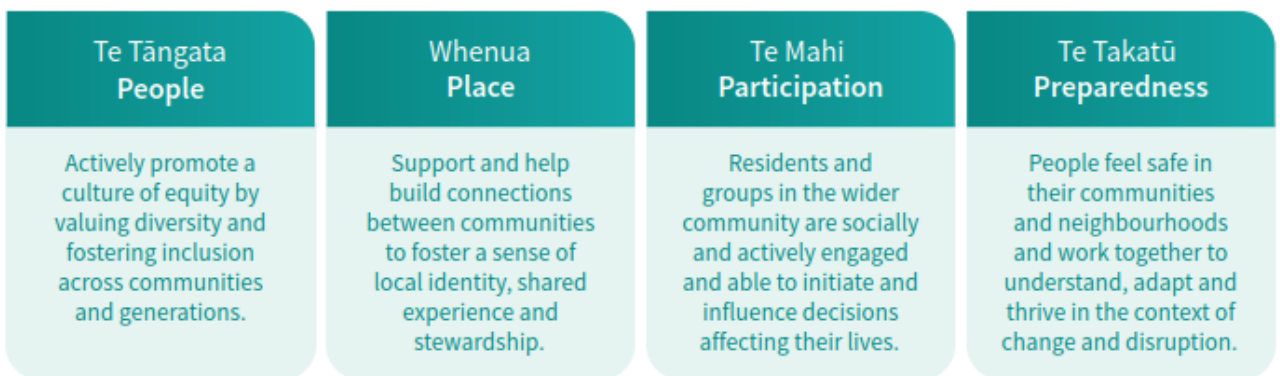 Te Tāngata
People
Actively promote a
culture of equity by
valuing diversity and
fostering inclusion
across communities
and generations.
Whenua
Place
Support and help
build connections
between communities
to foster a sense of
local identity, shared
experience and
stewardship.
Te Mahi
Participation
Residents and
groups in the wider
community are socially
and actively engaged
and able to initiate and
influence decisions
affecting their lives.
Te Takatū
Preparedness
People feel safe in
their communities
and neighbourhoods
and work together to
understand, adapt and
thrive in the context of
change and disruption.